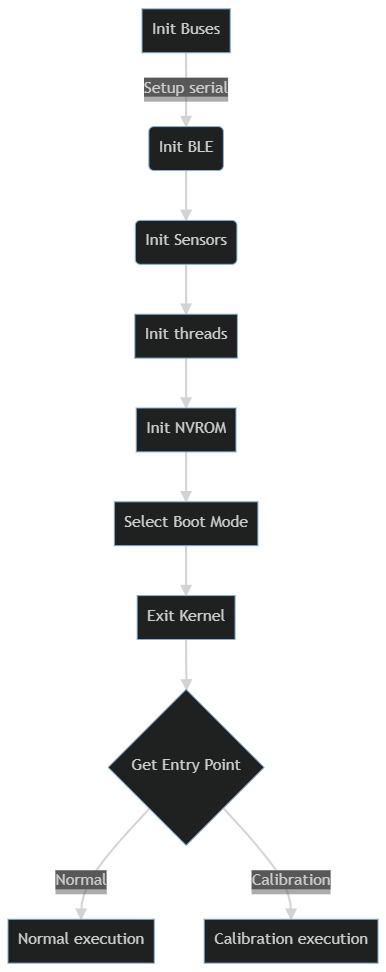 Init Buses
Setup serial
Init BLE
Init Sensors
Init threads
Init NVROM
Select Boot Mode
Exit Kernel
Get Entry Point
Normal
Calibration
Normal execution
Calibration execution